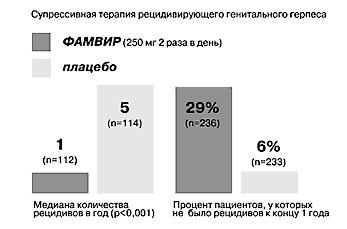 Супрессивная терапия рецидивирующего генитального герпеса
ФАМВИР (250 мг 2 раза в день)
плацебо
1
(n=112)
5
(n=114)
29%
(n=236)
6%
(n=233)
Медиана количества
рецидивов в год (p<0,001)
Процент пациентов, у которых
не было рецидивов к концу 1 года